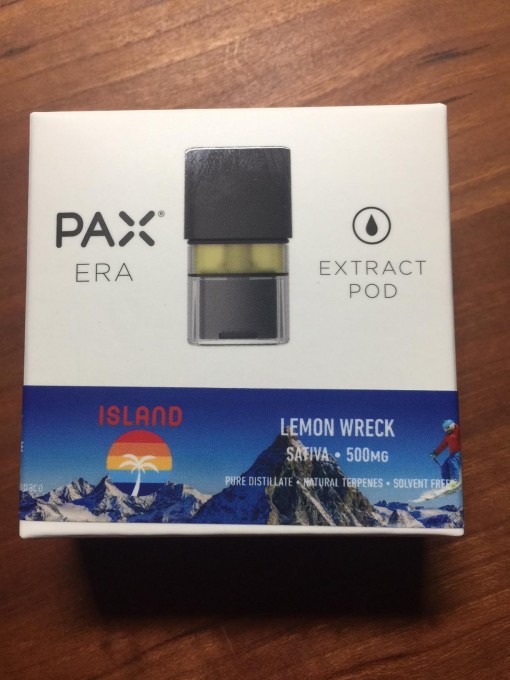 PAX®
ERA
EXTRACT
POD
ISLAND
LEMON WRECK
SATIVA • 500MG
PURE DISTILLATE • NATURAL TERPENES • SOLVENT FREE